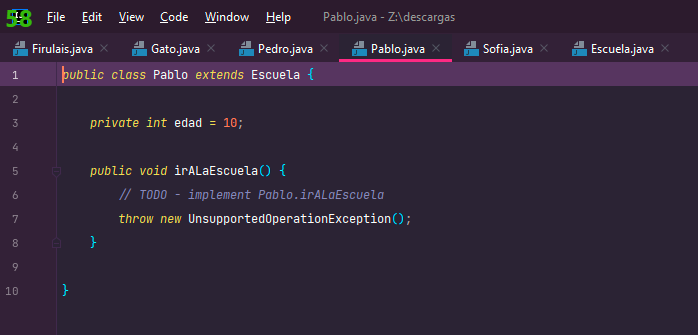 58 File Edit View Code Window Help Pablo.java - Z:\descargas
Firulais.java Gato.java Pedro.java Pablo.java Sofia.java Escuela.java
1 public class Pablo extends Escuela {
2
3 private int edad = 10;
4
5 public void irALaEscuela() {
6 // TODO - implement Pablo.irALaEscuela
7 throw new UnsupportedOperationException();
8 }
9
10 }